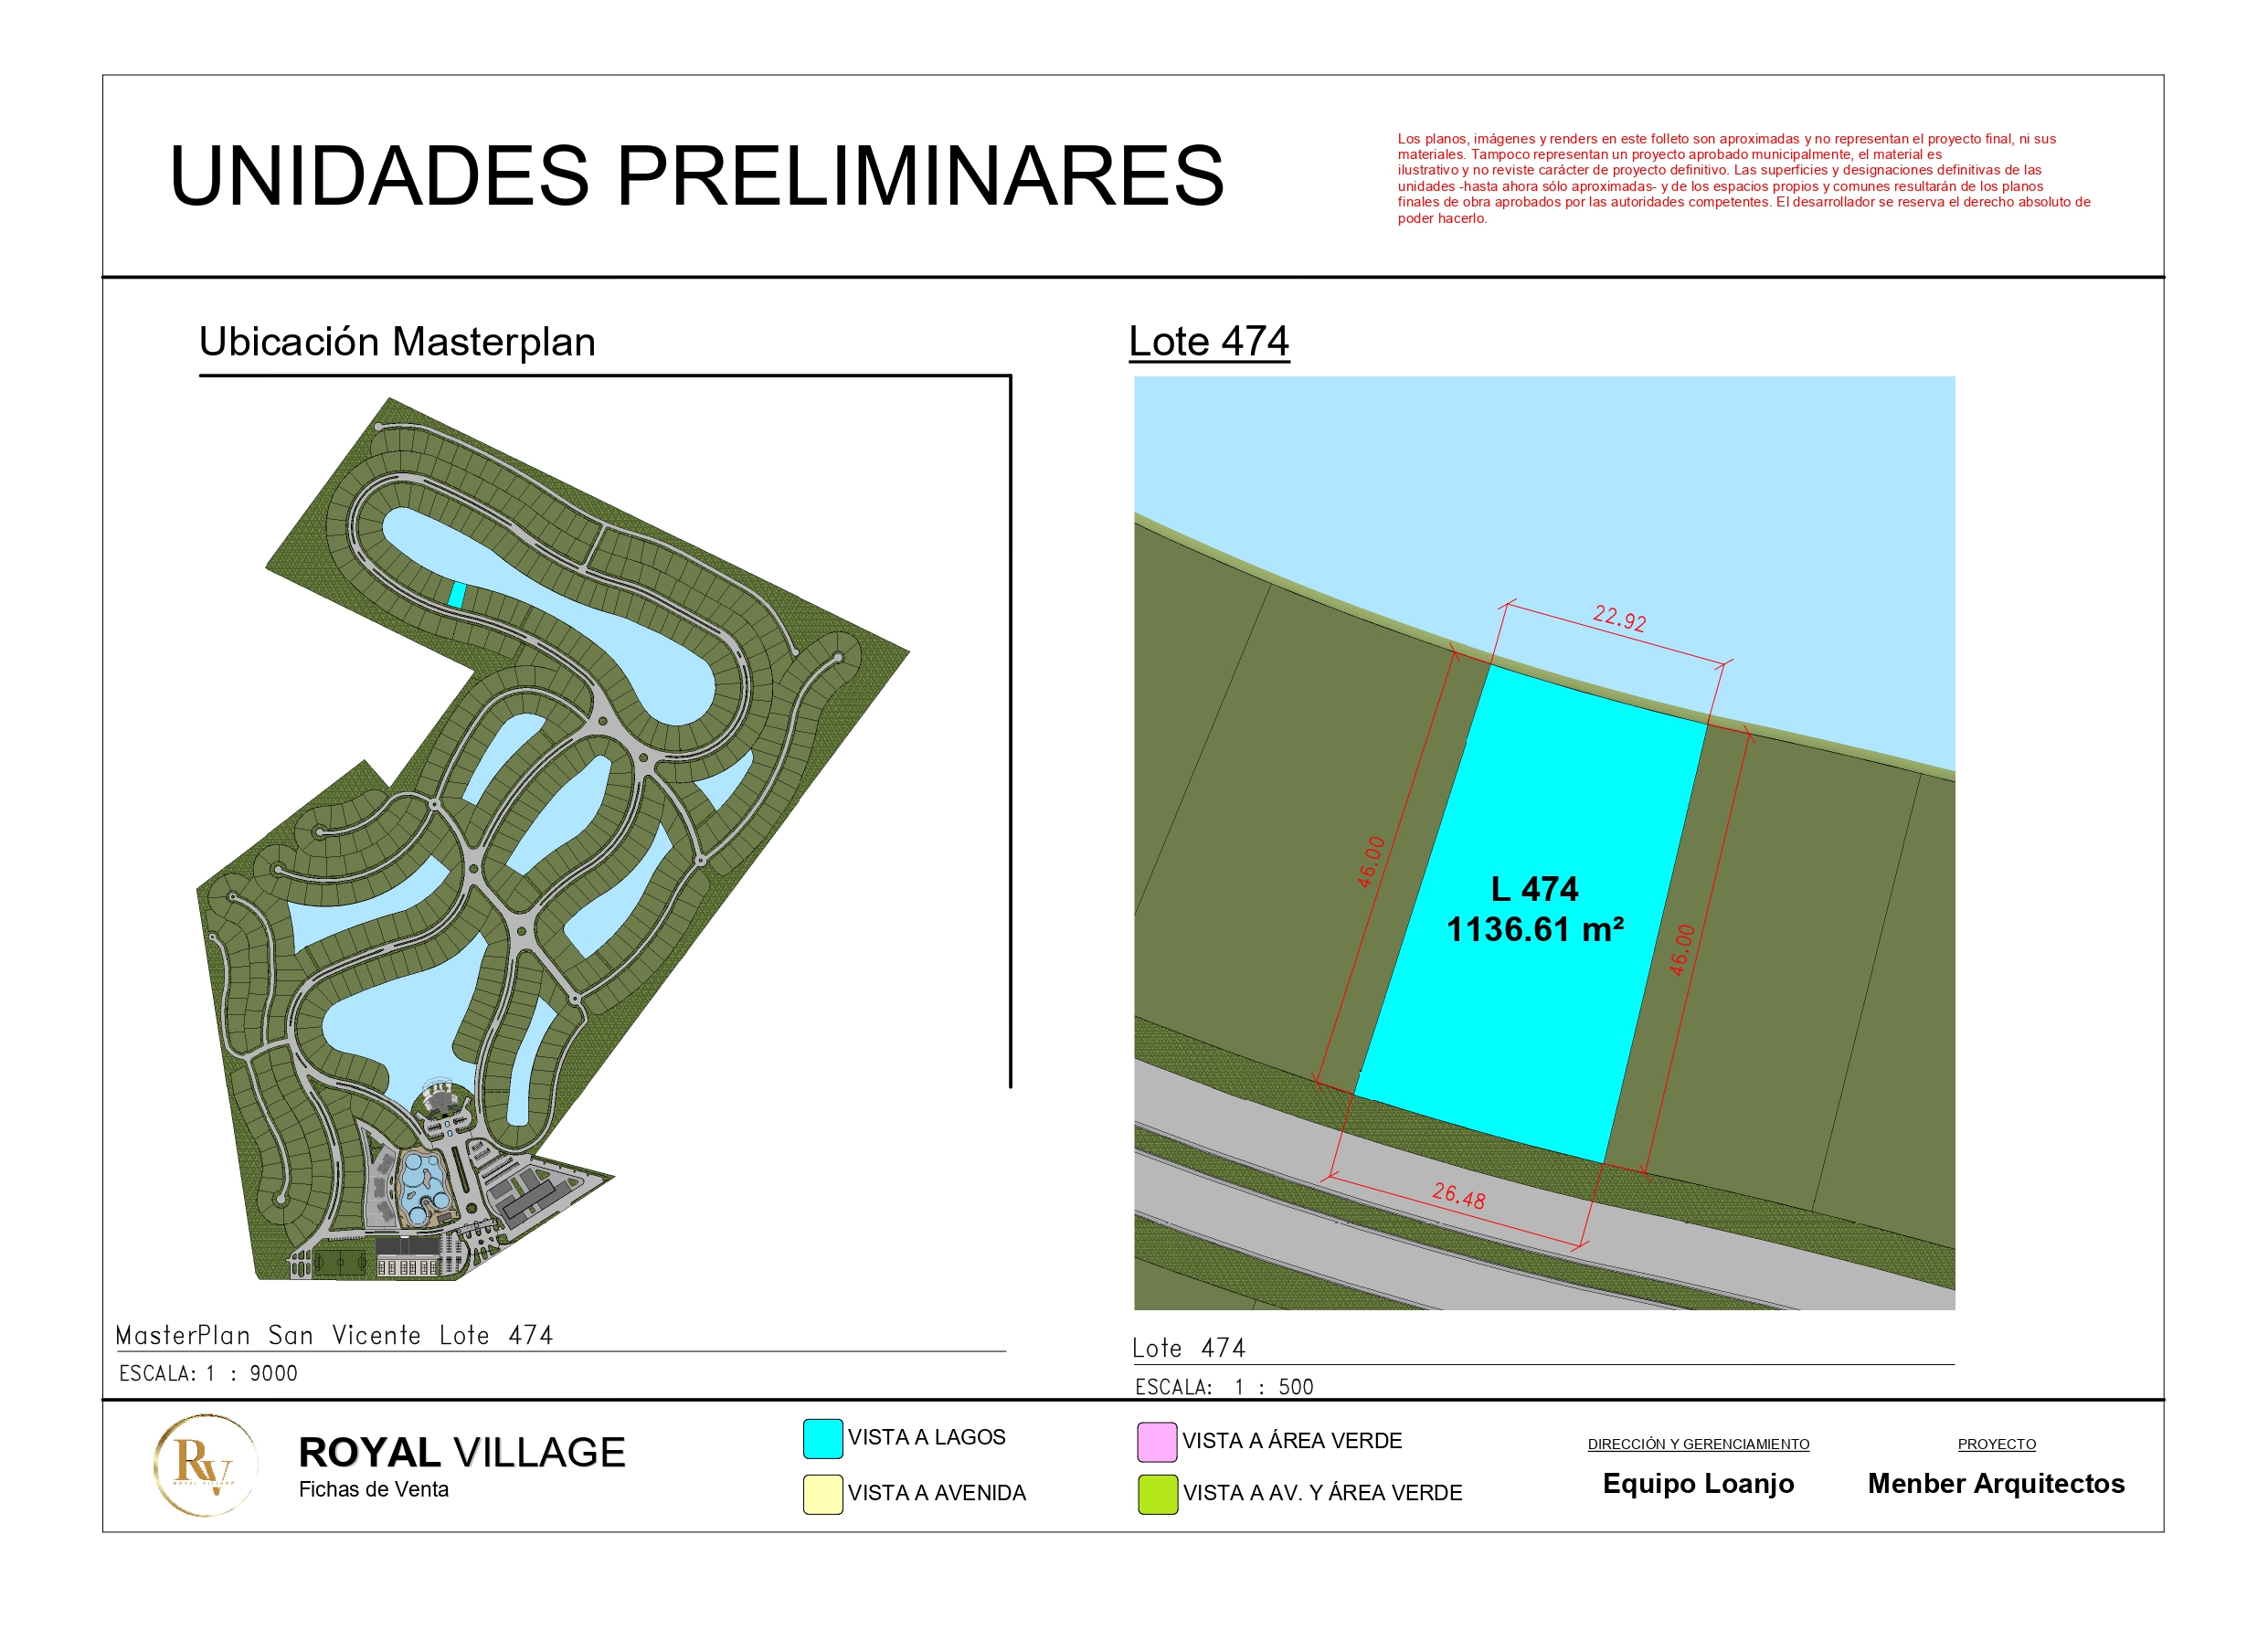 UNIDADES PRELIMINARES
Los planos, imágenes y renders en este folleto son aproximadas y no representan el proyecto final, ni sus
materiales. Tampoco representan un proyecto aprobado municipalmente, el material es
ilustrativo y no reviste carácter de proyecto definitivo. Las superficies y designaciones definitivas de las
unidades -hasta ahora sólo aproximadas- y de los espacios propios y comunes resultarán de los planos
finales de obra aprobados por las autoridades competentes. El desarrollador se reserva el derecho absoluto de
poder hacerlo.
Ubicación Masterplan
Lote 474
22.92
46.00
L 474
1136.61 m²
46.00
26.48
MasterPlan San Vicente Lote 474
ESCALA: 1 : 9000
Lote 474
ESCALA: 1 : 500
RV
ROYAL VILLAGE
ROYAL VILLAGE
Fichas de Venta
VISTA A LAGOS
VISTA A AVENIDA
VISTA A ÁREA VERDE
VISTA A AV. Y ÁREA VERDE
DIRECCIÓN Y GERENCIAMIENTO
Equipo Loanjo
PROYECTO
Menber Arquitectos